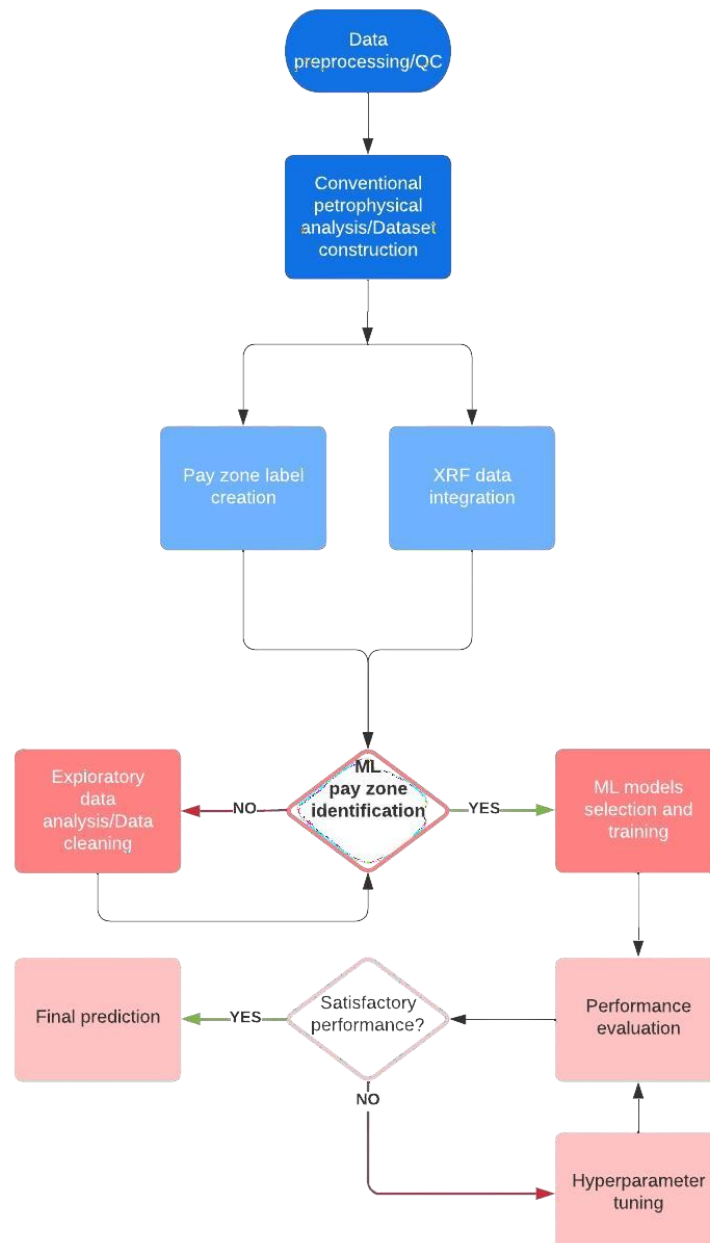 Data
preprocessing/QC
Conventional
petrophysical
analysis/Dataset
construction
Pay zone label
creation
XRF data
integration
Exploratory
data
analysis/Data
cleaning
NO
ML
pay zone
identification
YES
ML models
selection and
training
Final prediction
YES
Satisfactory
performance?
NO
Performance
evaluation
Hyperparameter
tuning